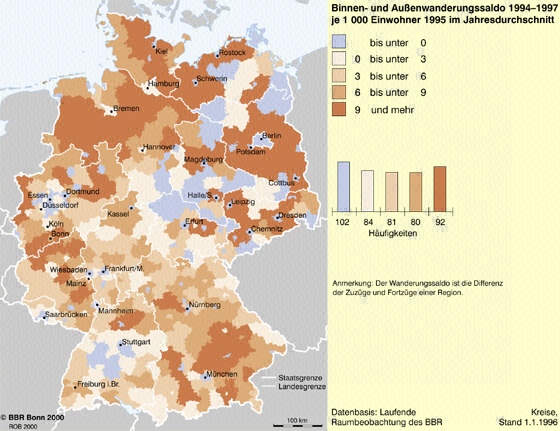 Binnen- und Außenwanderungssaldo 1994–1997
je 1 000 Einwohner 1995 im Jahresdurchschnitt
bis unter 0
0 bis unter 3
3 bis unter 6
6 bis unter 9
9 und mehr
102 84 81 80 92
Häufigkeiten
Anmerkung: Der Wanderungssaldo ist die Differenz
der Zuzüge und Fortzüge einer Region.
Datenbasis: Laufende
Raumbeobachtung des BBR
Kreise,
Stand 1.1.1996
Kiel
Rostock
Hamburg
Schwerin
Bremen
Berlin
Potsdam
Hannover
Magdeburg
Cottbus
Essen
Dortmund
Düsseldorf
Halle/S.
Leipzig
Kassel
Dresden
Köln
Erfurt
Chemnitz
Bonn
Wiesbaden
Frankfurt/M.
Mainz
Mannheim
Nürnberg
Saarbrücken
Stuttgart
München
Freiburg i.Br.
Staatsgrenze
Landesgrenze
100 km
© BBR Bonn 2000
ROB 2000